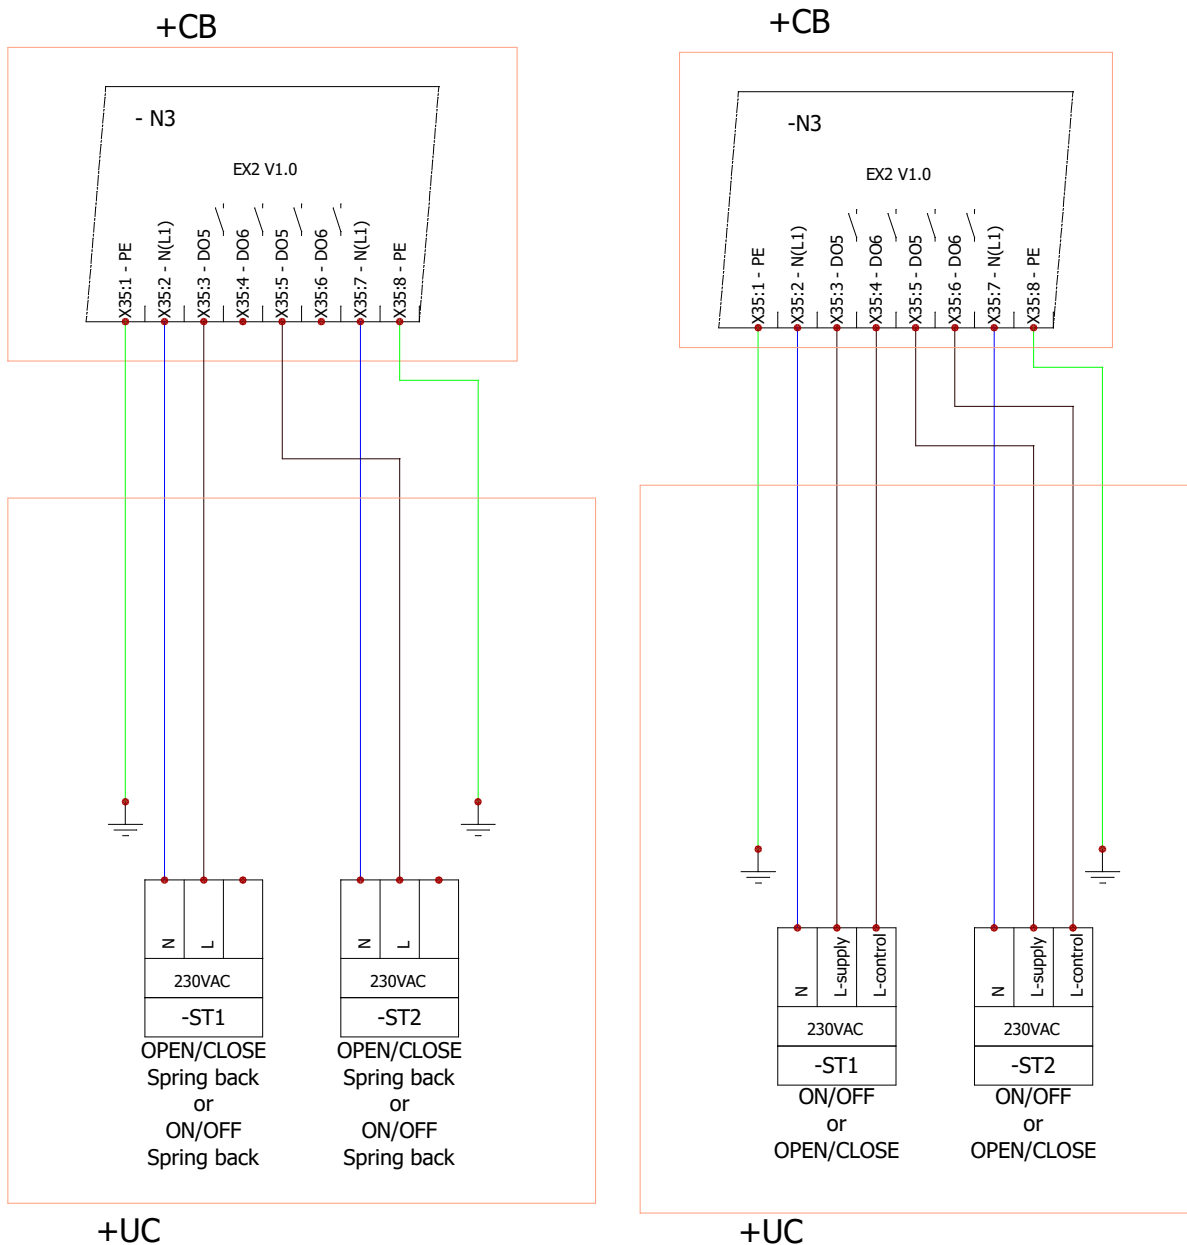 +CB
- N3
EX2 V1.0
X35:1 - PE
X35:2 - N(L1)
X35:3 - DO5
X35:4 - DO6
X35:5 - DO5
X35:6 - DO6
X35:7 - N(L1)
X35:8 - PE
N
L
230VAC
-ST1
OPEN/CLOSE
Spring back
or
ON/OFF
Spring back
N
L
230VAC
-ST2
OPEN/CLOSE
Spring back
or
ON/OFF
Spring back
+UC
+CB
-N3
EX2 V1.0
X35:1 - PE
X35:2 - N(L1)
X35:3 - DO5
X35:4 - DO6
X35:5 - DO5
X35:6 - DO6
X35:7 - N(L1)
X35:8 - PE
N
L-supply
L-control
230VAC
-ST1
ON/OFF
or
OPEN/CLOSE
N
L-supply
L-control
230VAC
-ST2
ON/OFF
or
OPEN/CLOSE
+UC